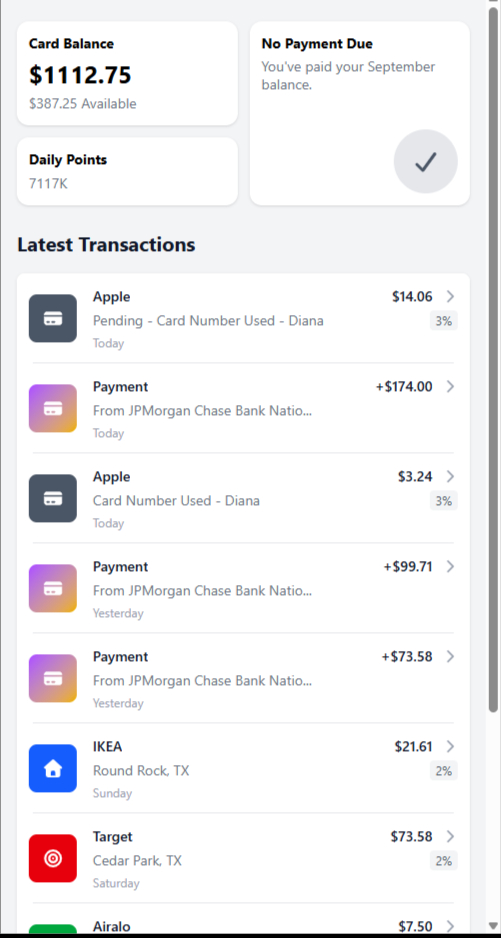 Card Balance
$1112.75
$387.25 Available
Daily Points
7117K
No Payment Due
You've paid your September
balance.
Latest Transactions
Apple
$14.06
Pending - Card Number Used - Diana
3%
Today
Payment
+$174.00
From JPMorgan Chase Bank Natio...
Today
Apple
$3.24
Card Number Used - Diana
3%
Today
Payment
+$99.71
From JPMorgan Chase Bank Natio...
Yesterday
Payment
+$73.58
From JPMorgan Chase Bank Natio...
Yesterday
IKEA
$21.61
Round Rock, TX
2%
Sunday
Target
$73.58
Cedar Park, TX
2%
Saturday
Airalo
$7.50